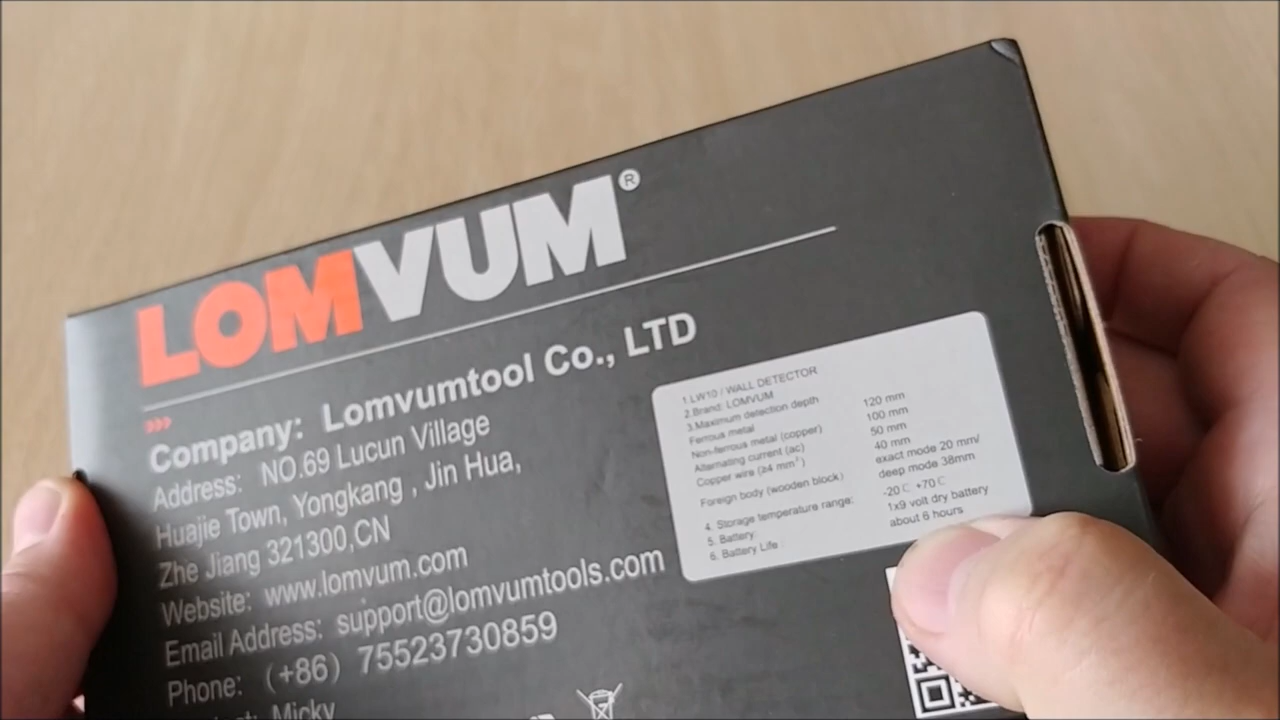 LOMVUM®
Company: Lomvumtool Co., LTD
Address: NO.69 Lucun Village
Huajie Town, Yongkang , Jin Hua,
Zhe Jiang 321300,CN
Website: www.lomvum.com
Email Address: support@lomvumtools.com
Phone: (+86) 75523730859
Micky
1.LW10 / WALL DETECTOR
2.Brand: LOMVUM
3.Maximum detection depth
Ferrous metal 120 mm
Non-ferrous metal (copper) 100 mm
Alternating current (ac) 50 mm
Copper wire (≥4 mm²) 40 mm
Foreign body (wooden block) exact mode 20 mm/
deep mode 38mm
4. Storage temperature range: -20℃ +70℃
5. Battery 1x9 volt dry battery
6. Battery Life about 6 hours